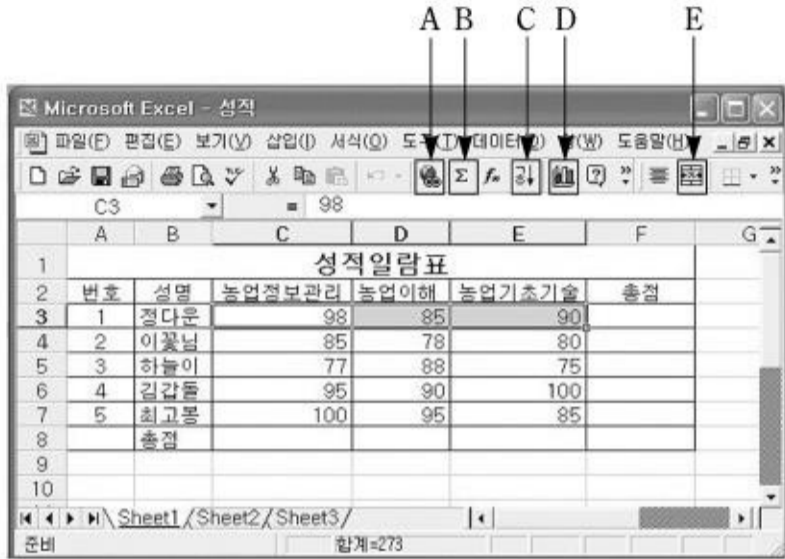 A B C D E
Microsoft Excel - 성적
파일(F) 편집(E) 보기(V) 삽입(I) 서식(O) 도구(T) 데이터(D) (W) 도움말(H)
C3 = 98
A B C D E F G
1 성적일람표
2 번호 성명 농업정보관리 농업이해 농업기초기술 총점
3 1 정다운 98 85 90
4 2 이꽃님 85 78 80
5 3 하늘이 77 88 75
6 4 김갑돌 95 90 100
7 5 최고봉 100 95 85
8 총점
9
10
Sheet1 / Sheet2 / Sheet3 /
준비 합계=273